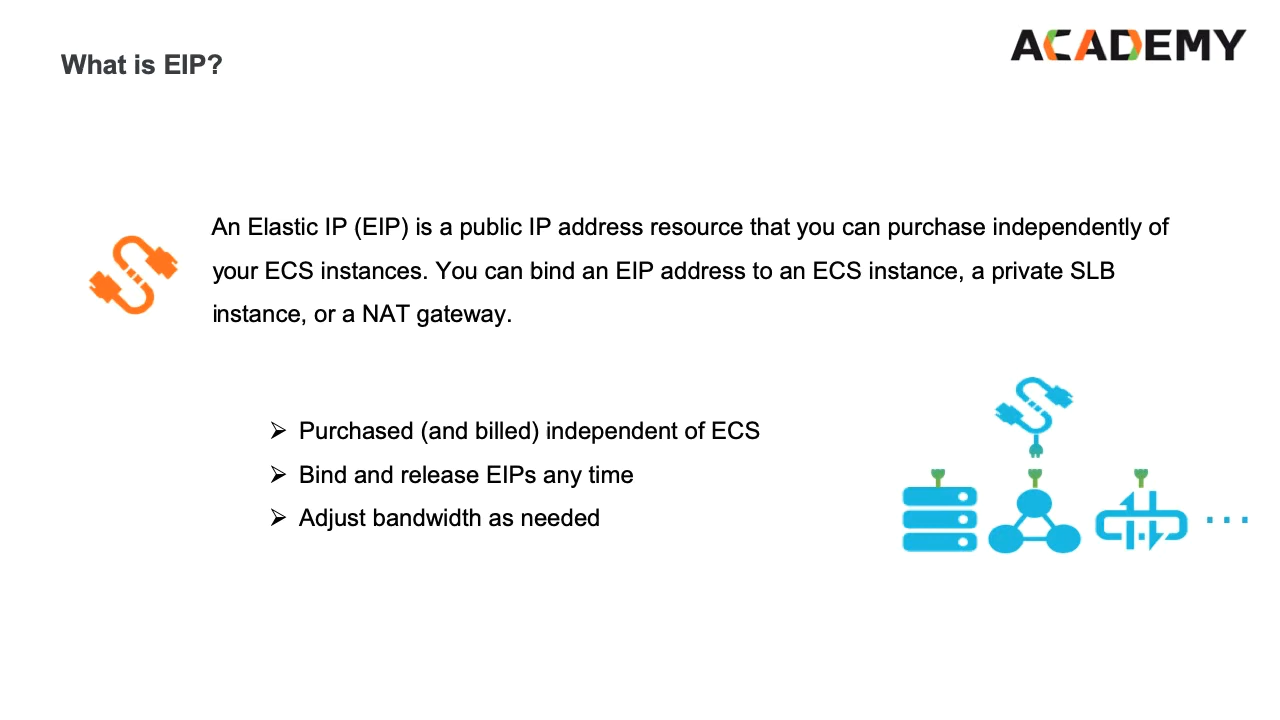 What is EIP?
ACADEMY
An Elastic IP (EIP) is a public IP address resource that you can purchase independently of
your ECS instances. You can bind an EIP address to an ECS instance, a private SLB
instance, or a NAT gateway.
➢ Purchased (and billed) independent of ECS
➢ Bind and release EIPs any time
➢ Adjust bandwidth as needed
...